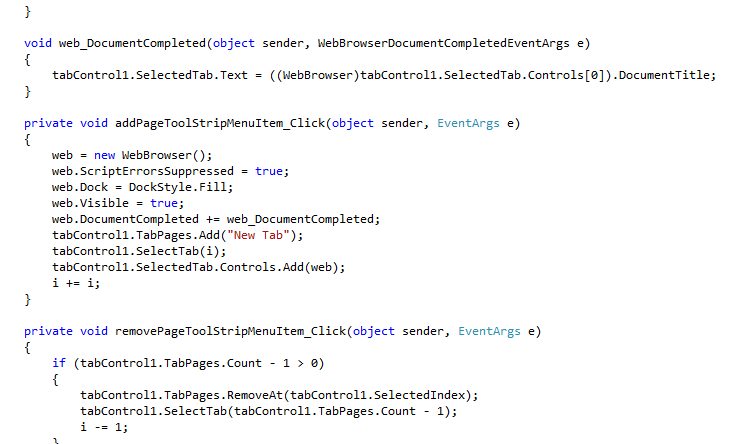 }
void web_DocumentCompleted(object sender, WebBrowserDocumentCompletedEventArgs e)
{
tabControl1.SelectedTab.Text = ((WebBrowser)tabControl1.SelectedTab.Controls[0]).DocumentTitle;
}
private void addPageToolStripMenuItem_Click(object sender, EventArgs e)
{
web = new WebBrowser();
web.ScriptErrorsSuppressed = true;
web.Dock = DockStyle.Fill;
web.Visible = true;
web.DocumentCompleted += web_DocumentCompleted;
tabControl1.TabPages.Add("New Tab");
tabControl1.SelectTab(i);
tabControl1.SelectedTab.Controls.Add(web);
i += i;
}
private void removePageToolStripMenuItem_Click(object sender, EventArgs e)
{
if (tabControl1.TabPages.Count - 1 > 0)
{
tabControl1.TabPages.RemoveAt(tabControl1.SelectedIndex);
tabControl1.SelectTab(tabControl1.TabPages.Count - 1);
i -= 1;
}